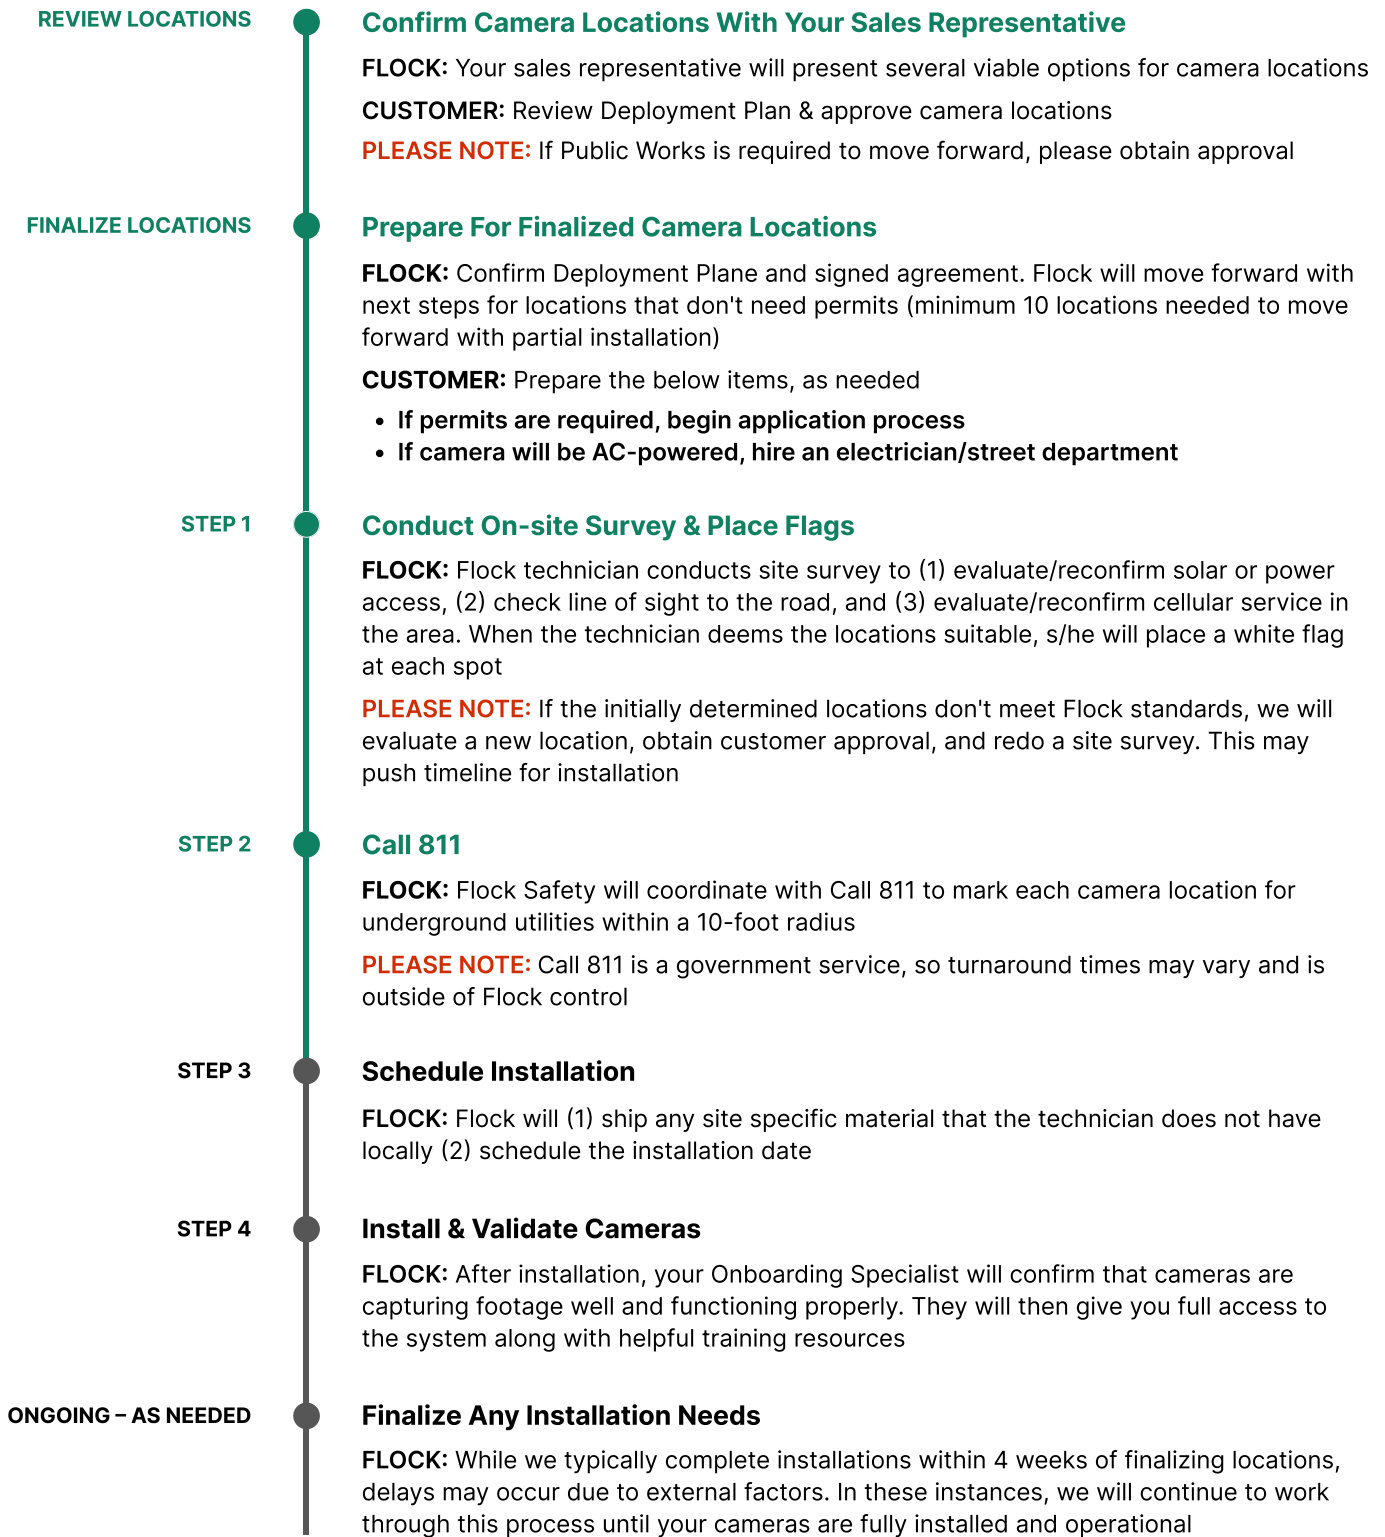 REVIEW LOCATIONS
Confirm Camera Locations With Your Sales Representative
FLOCK: Your sales representative will present several viable options for camera locations
CUSTOMER: Review Deployment Plan & approve camera locations
PLEASE NOTE: If Public Works is required to move forward, please obtain approval
FINALIZE LOCATIONS
Prepare For Finalized Camera Locations
FLOCK: Confirm Deployment Plane and signed agreement. Flock will move forward with
next steps for locations that don't need permits (minimum 10 locations needed to move
forward with partial installation)
CUSTOMER: Prepare the below items, as needed
• If permits are required, begin application process
• If camera will be AC-powered, hire an electrician/street department
STEP 1
Conduct On-site Survey & Place Flags
FLOCK: Flock technician conducts site survey to (1) evaluate/reconfirm solar or power
access, (2) check line of sight to the road, and (3) evaluate/reconfirm cellular service in
the area. When the technician deems the locations suitable, s/he will place a white flag
at each spot
PLEASE NOTE: If the initially determined locations don't meet Flock standards, we will
evaluate a new location, obtain customer approval, and redo a site survey. This may
push timeline for installation
STEP 2
Call 811
FLOCK: Flock Safety will coordinate with Call 811 to mark each camera location for
underground utilities within a 10-foot radius
PLEASE NOTE: Call 811 is a government service, so turnaround times may vary and is
outside of Flock control
STEP 3
Schedule Installation
FLOCK: Flock will (1) ship any site specific material that the technician does not have
locally (2) schedule the installation date
STEP 4
Install & Validate Cameras
FLOCK: After installation, your Onboarding Specialist will confirm that cameras are
capturing footage well and functioning properly. They will then give you full access to
the system along with helpful training resources
ONGOING – AS NEEDED
Finalize Any Installation Needs
FLOCK: While we typically complete installations within 4 weeks of finalizing locations,
delays may occur due to external factors. In these instances, we will continue to work
through this process until your cameras are fully installed and operational